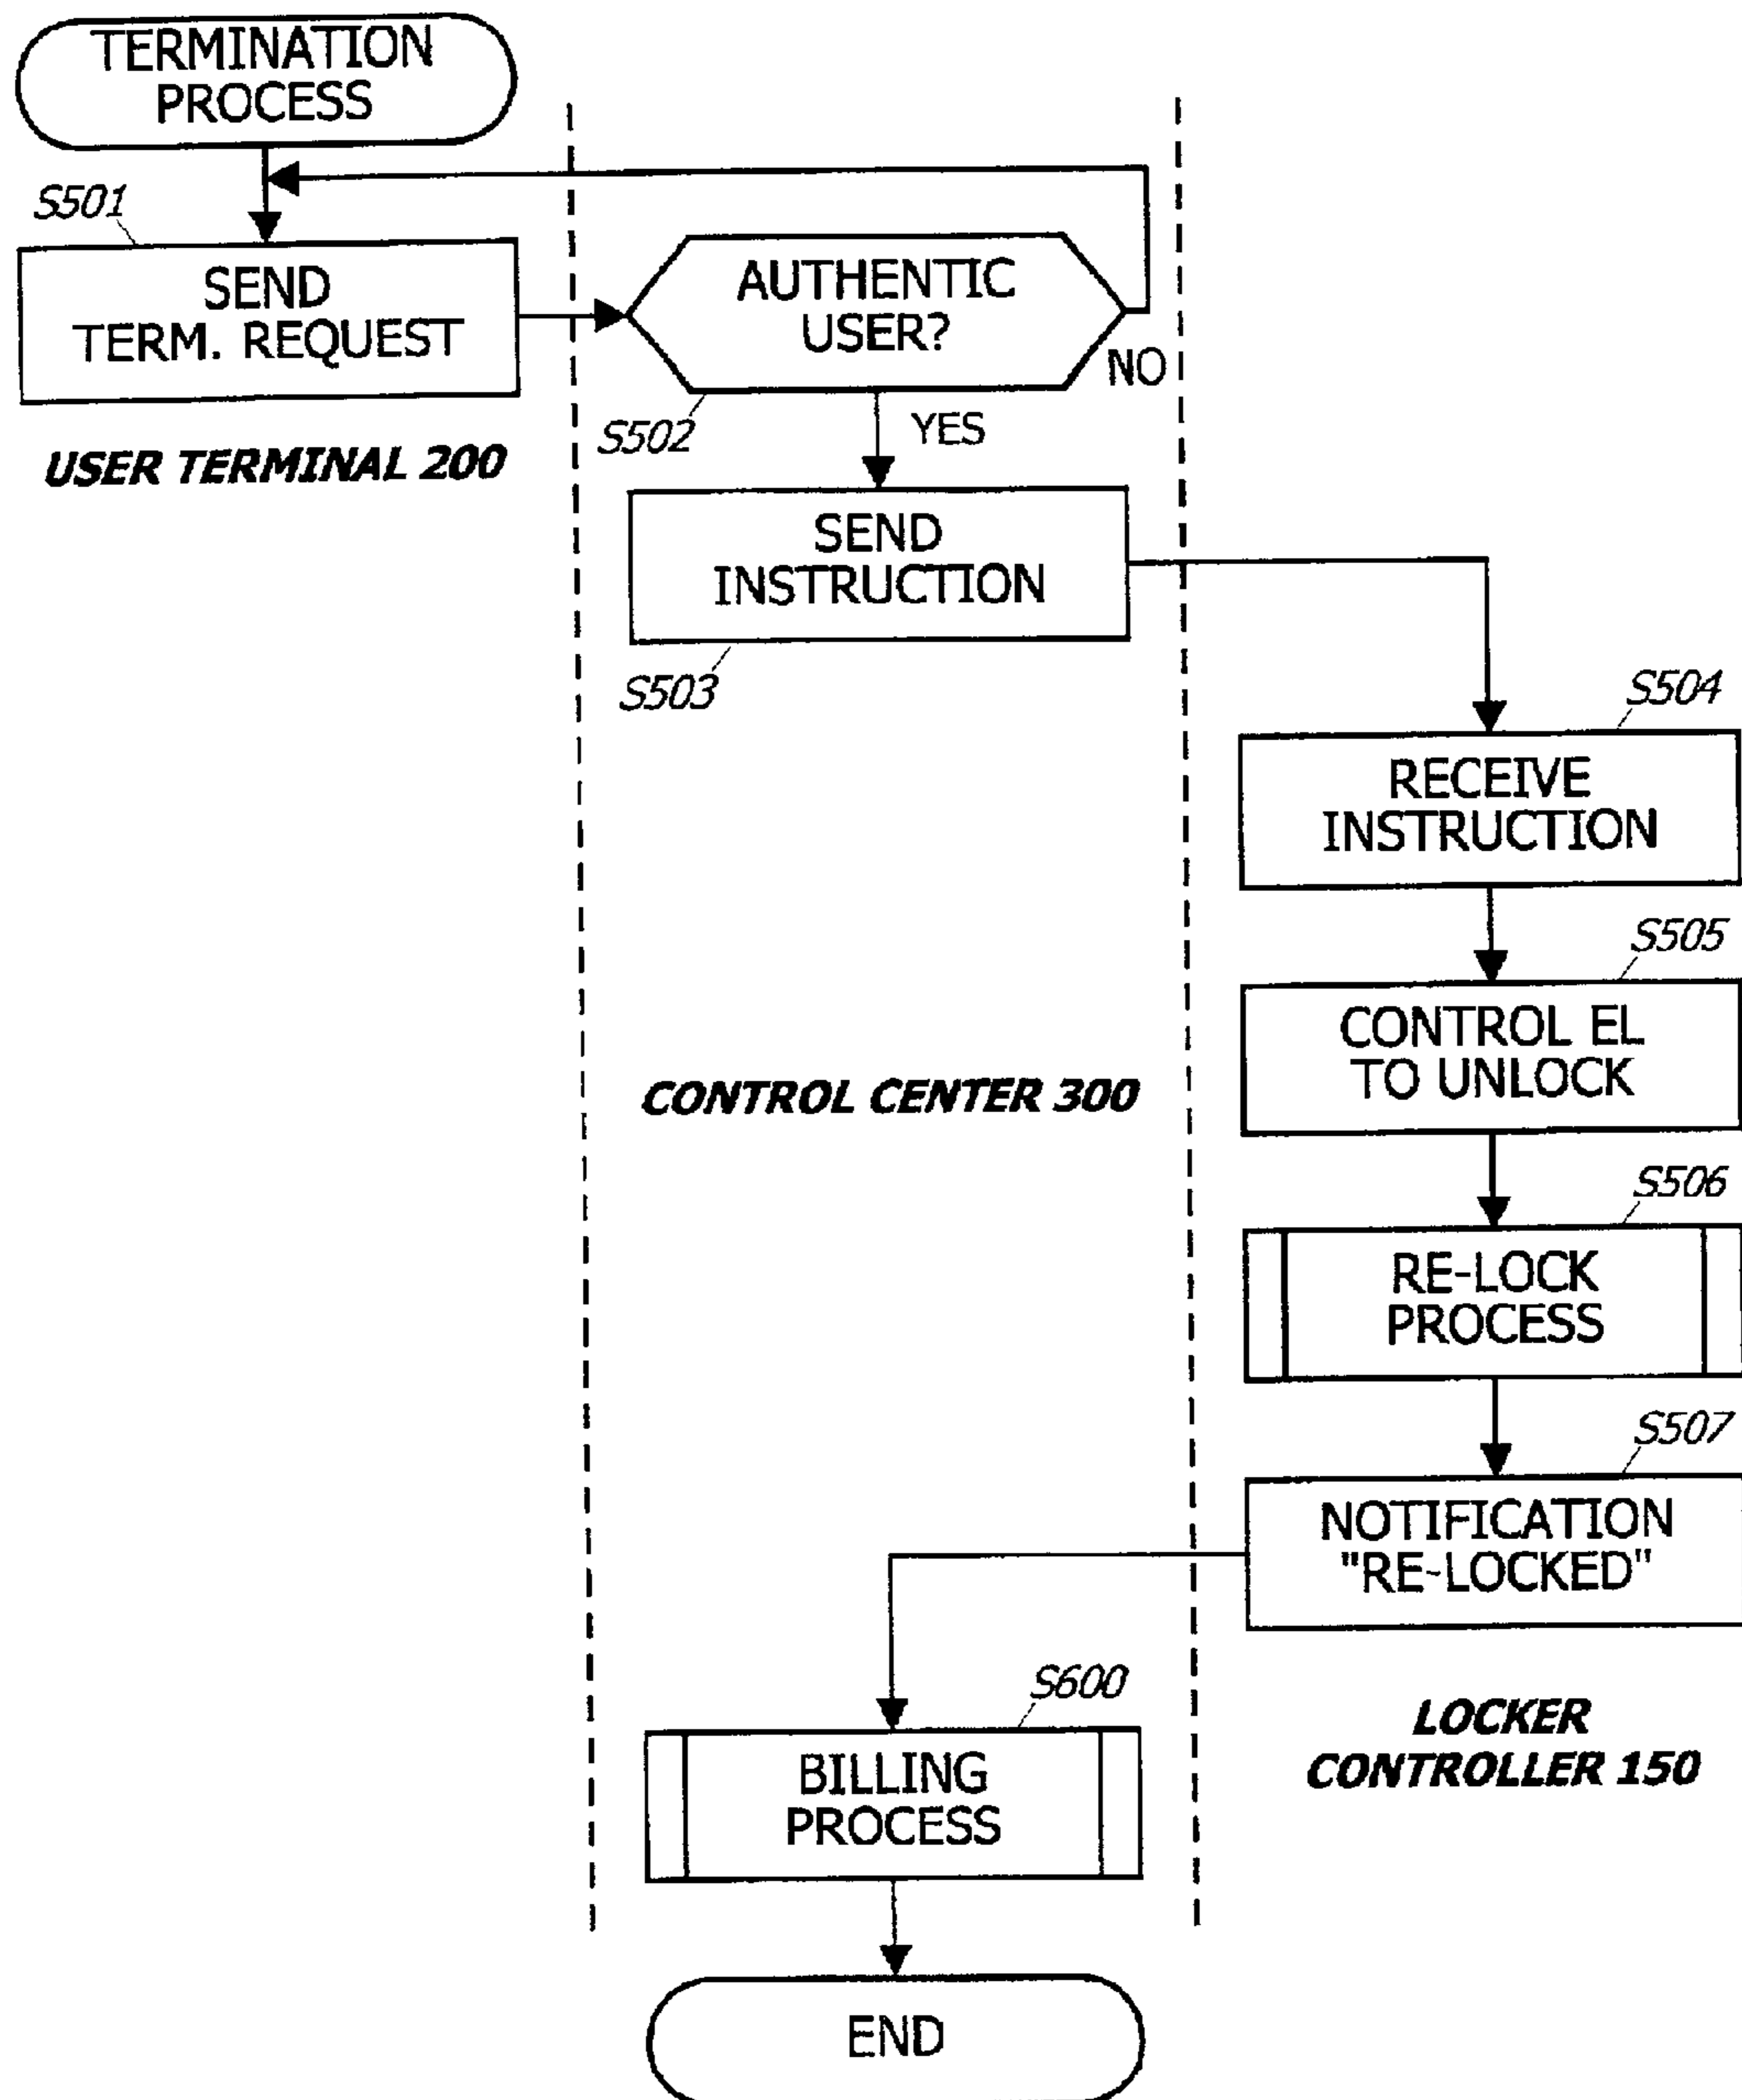 TERMINATION
PROCESS
S501
SEND
TERM. REQUEST
USER TERMINAL 200
AUTHENTIC
USER?
NO
S502
YES
SEND
INSTRUCTION
S503
S504
RECEIVE
INSTRUCTION
S505
CONTROL EL
TO UNLOCK
CONTROL CENTER 300
S506
RE-LOCK
PROCESS
S507
NOTIFICATION
"RE-LOCKED"
LOCKER
CONTROLLER 150
S600
BILLING
PROCESS
END